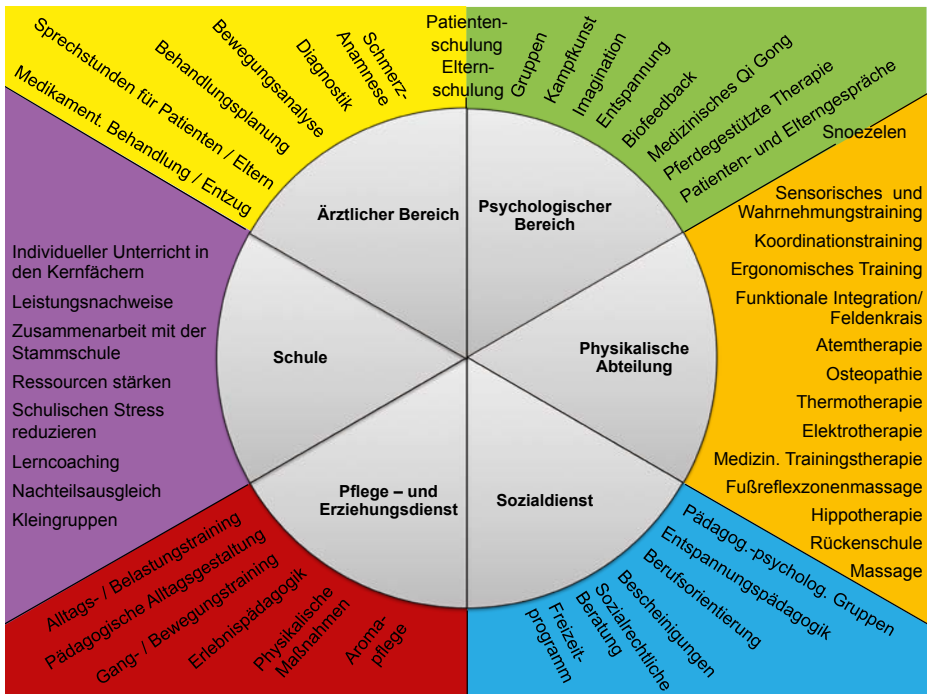 Medikament. Behandlung / Entzug
Sprechstunden für Patienten / Eltern
Behandlungsplanung
Bewegungsanalyse
Diagnostik
Schmerz-
Anamnese
Patienten-
schulung
Eltern-
schulung
Gruppen
Kampfkunst
Imagination
Entspannung
Biofeedback
Medizinisches Qi Gong
Pferdegestützte Therapie
Patienten- und Elterngespräche
Snoezelen
Sensorisches und
Wahrnehmungstraining
Koordinationstraining
Ergonomisches Training
Funktionale Integration/
Feldenkrais
Atemtherapie
Osteopathie
Thermotherapie
Elektrotherapie
Medizin. Trainingstherapie
Fußreflexzonenmassage
Hippotherapie
Rückenschule
Massage
Ärztlicher Bereich
Psychologischer
Bereich
Schule
Physikalische
Abteilung
Pflege – und
Erziehungsdienst
Sozialdienst
Individueller Unterricht in
den Kernfächern
Leistungsnachweise
Zusammenarbeit mit der
Stammschule
Ressourcen stärken
Schulischen Stress
reduzieren
Lerncoaching
Nachteilsausgleich
Kleingruppen
Alltags- / Belastungstraining
Pädagogische Alltagsgestaltung
Gang- / Bewegungstraining
Erlebnispädagogik
Physikalische
Maßnahmen
Aroma-
pflege
Freizeit-
programm
Sozialrechtliche
Beratung
Bescheinigungen
Berufsorientierung
Entspannungspädagogik
Pädagog.-psycholog. Gruppen